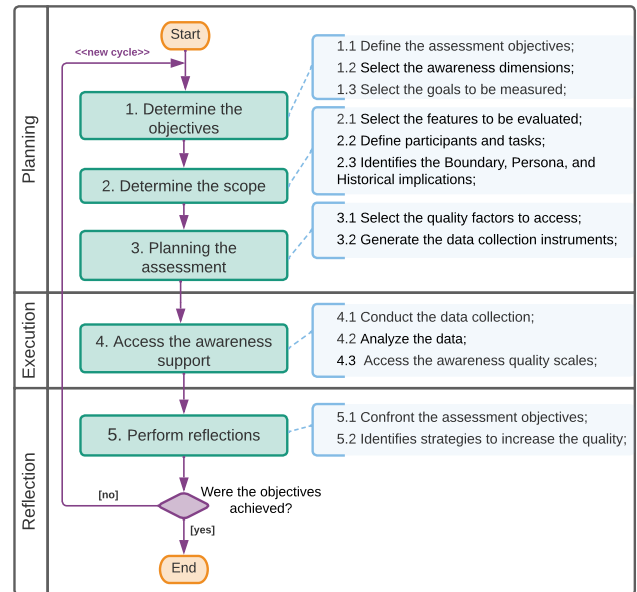 Start
<<new cycle>>
Planning
1. Determine the
objectives
1.1 Define the assessment objectives;
1.2 Select the awareness dimensions;
1.3 Select the goals to be measured;
2. Determine the scope
2.1 Select the features to be evaluated;
2.2 Define participants and tasks;
2.3 Identifies the Boundary, Persona, and
Historical implications;
3. Planning the
assessment
3.1 Select the quality factors to access;
3.2 Generate the data collection instruments;
Execution
4. Access the awareness
support
4.1 Conduct the data collection;
4.2 Analyze the data;
4.3 Access the awareness quality scales;
Reflection
5. Perform reflections
5.1 Confront the assessment objectives;
5.2 Identifies strategies to increase the quality;
Were the objectives
achieved?
[no]
[yes]
End